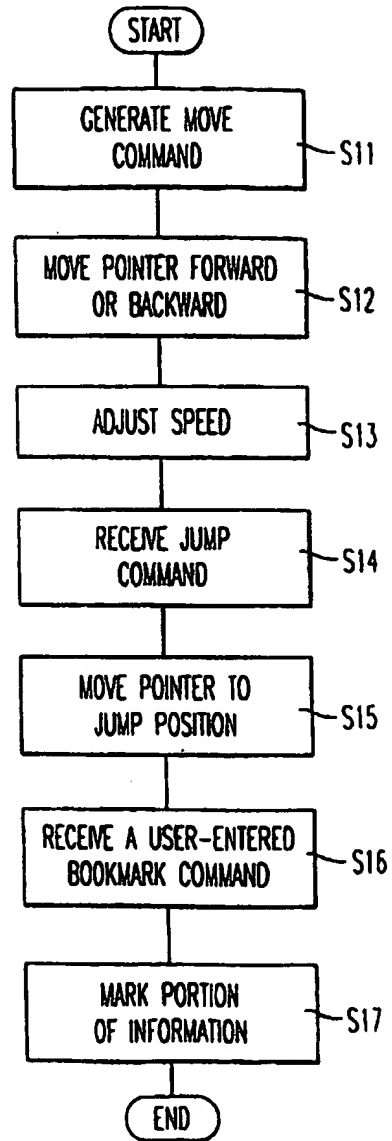 START
GENERATE MOVE
COMMAND
S11
MOVE POINTER FORWARD
OR BACKWARD
S12
ADJUST SPEED
S13
RECEIVE JUMP
COMMAND
S14
MOVE POINTER TO
JUMP POSITION
S15
RECEIVE A USER-ENTERED
BOOKMARK COMMAND
S16
MARK PORTION
OF INFORMATION
S17
END